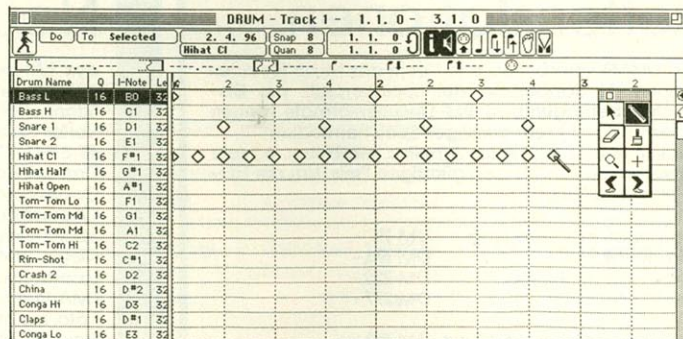 DRUM - Track 1 - 1. 1. 0 - 3. 1. 0
Do To Selected 2. 4. 96 Snap 8 1. 1. 0
Hihat Cl Quan 8 1. 1. 0
--.--.-- --.--.--
Drum Name Q I-Note Le 2 3 4 2 2 3 4 3 2
Bass L 16 B0 32
Bass H 16 C1 32
Snare 1 16 D1 32
Snare 2 16 E1 32
Hihat Cl 16 F#1 32
Hihat Half 16 G#1 32
Hihat Open 16 A#1 32
Tom-Tom Lo 16 F1 32
Tom-Tom Md 16 G1 32
Tom-Tom Md 16 A1 32
Tom-Tom Hi 16 C2 32
Rim-Shot 16 C#1 32
Crash 2 16 D2 32
China 16 D#2 32
Conga Hi 16 D3 32
Claps 16 D#1 32
Conga Lo 16 E3 32